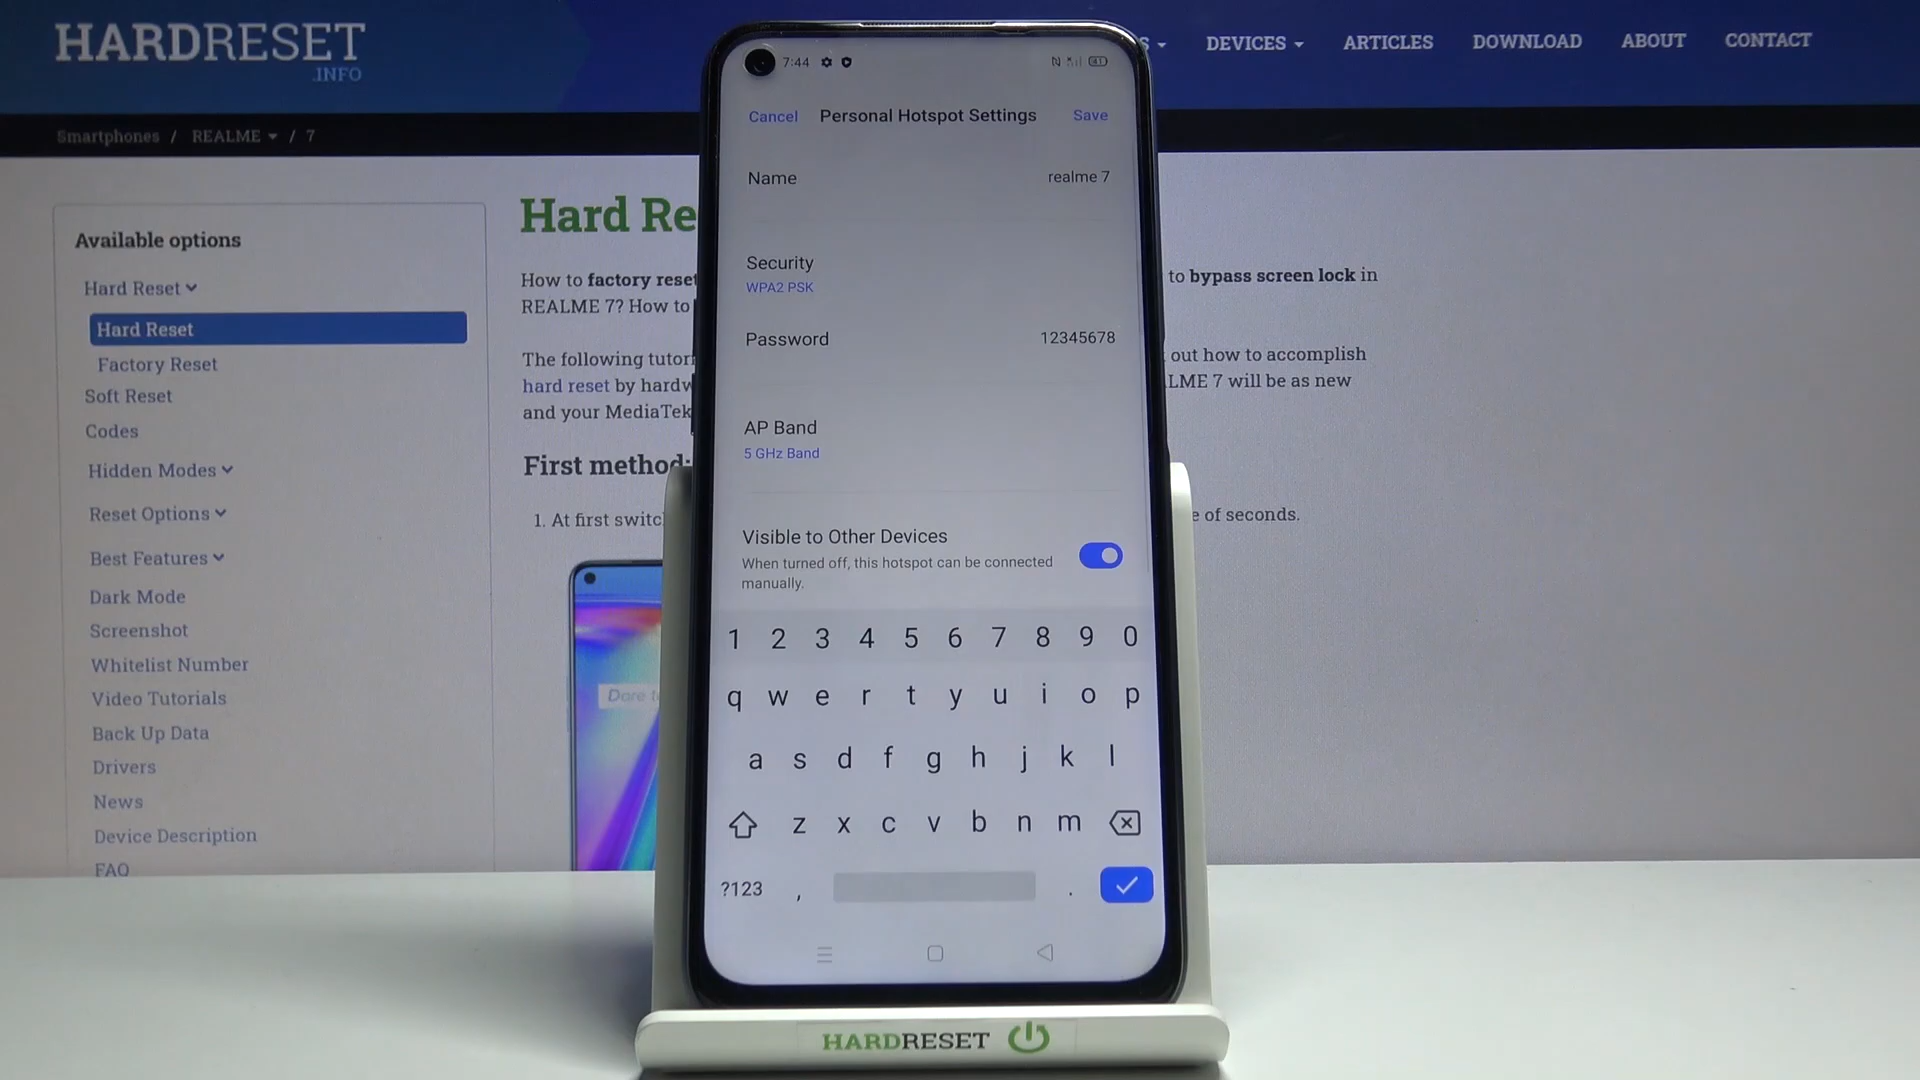 HARDRESET
.INFO
S
DEVICES
ARTICLES
DOWNLOAD
ABOUT
CONTACT
Smartphones / REALME / 7
Available options
Hard Reset
Hard Reset
Factory Reset
Soft Reset
Codes
Hidden Modes
Reset Options
Best Features
Dark Mode
Screenshot
Whitelist Number
Video Tutorials
Back Up Data
Drivers
News
Device Description
FAQ
Hard Re
How to factory reset
to bypass screen lock in
REALME 7? How to
The following tutor
out how to accomplish
hard reset by hardw
LME 7 will be as new
and your MediaTek
First method:
1. At first switc
e of seconds.
Dare t
7:44
Cancel
Personal Hotspot Settings
Save
Name
realme 7
Security
WPA2 PSK
Password
12345678
AP Band
5 GHz Band
Visible to Other Devices
When turned off, this hotspot can be connected
manually.
1 2 3 4 5 6 7 8 9 0
q w e r t y u i o p
a s d f g h j k l
z x c v b n m
?123 , .
HARDRESET